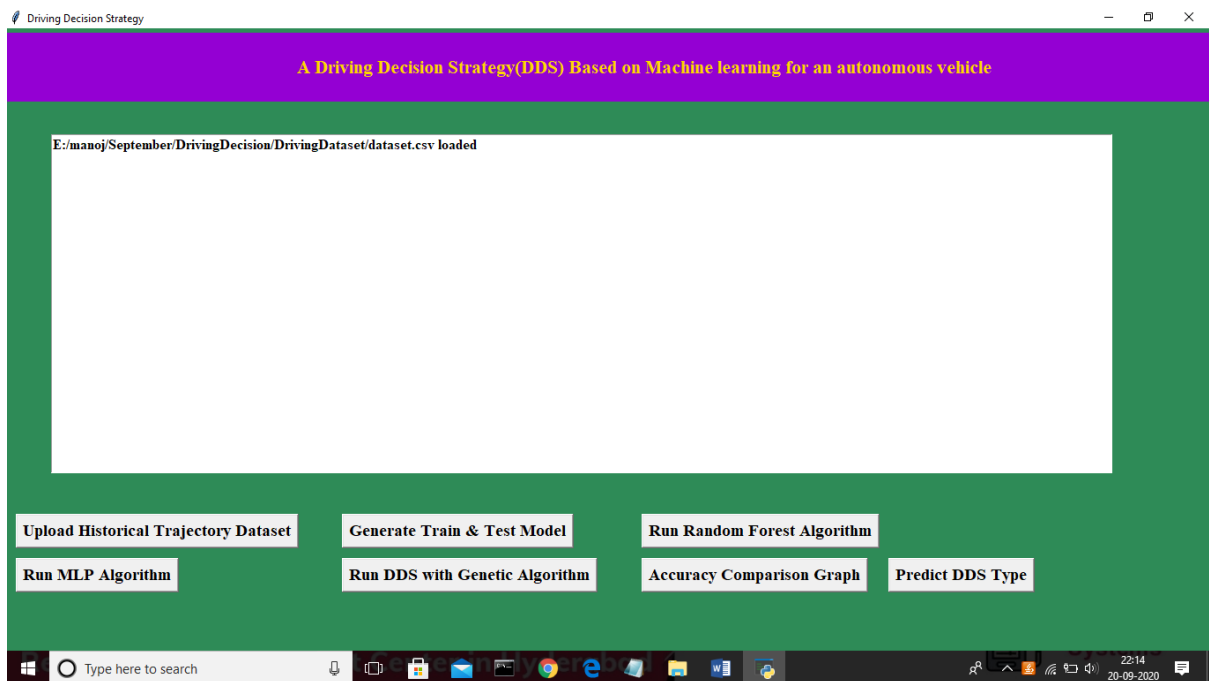 Driving Decision Strategy
A Driving Decision Strategy(DDS) Based on Machine learning for an autonomous vehicle
E:/manoj/September/DrivingDecision/DrivingDataset/dataset.csv loaded
Upload Historical Trajectory Dataset
Generate Train & Test Model
Run Random Forest Algorithm
Run MLP Algorithm
Run DDS with Genetic Algorithm
Accuracy Comparison Graph
Predict DDS Type
Type here to search
22:14
20-09-2020